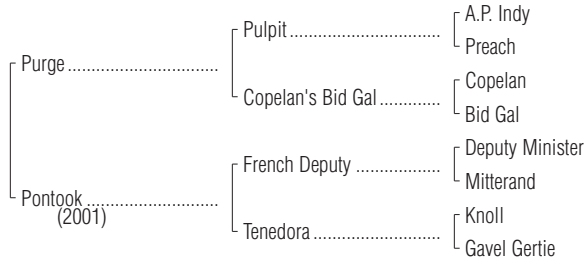 A.P. Indy
Pulpit
Preach
Purge
Copelan
Copelan's Bid Gal
Bid Gal
Deputy Minister
French Deputy
Mitterand
Pontook
(2001)
Knoll
Tenedora
Gavel Gertie